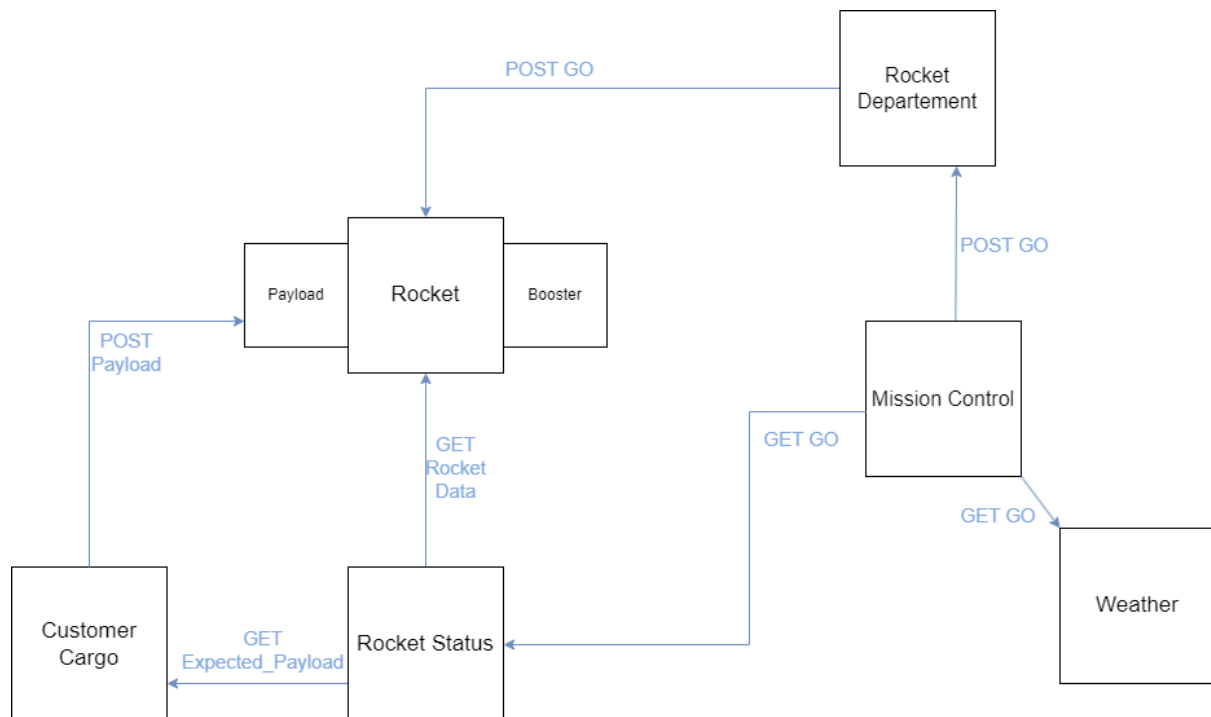 POST GO
Rocket
Departement
POST GO
Payload
Rocket
Booster
POST
Payload
Mission Control
GET GO
GET
Rocket
Data
GET GO
Weather
Customer
Cargo
GET
Expected_Payload
Rocket Status